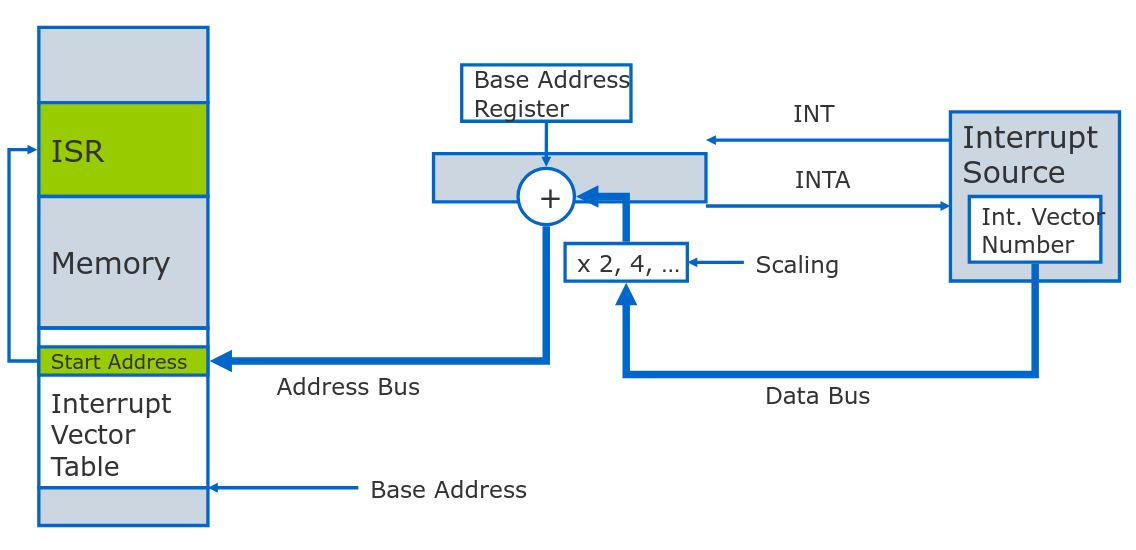 Base Address
Register
INT
INTA
Interrupt
Source
Int. Vector
Number
ISR
+
x 2, 4, ...
Scaling
Memory
Start Address
Address Bus
Data Bus
Interrupt
Vector
Table
Base Address